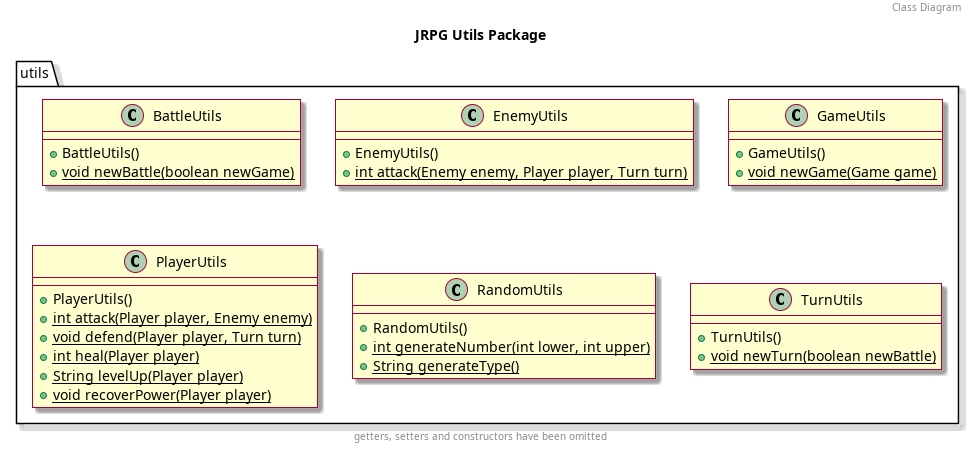 Class Diagram
JRPG Utils Package
utils
C BattleUtils
BattleUtils()
void newBattle(boolean newGame)
C EnemyUtils
EnemyUtils()
int attack(Enemy enemy, Player player, Turn turn)
C GameUtils
GameUtils()
void newGame(Game game)
C PlayerUtils
PlayerUtils()
int attack(Player player, Enemy enemy)
void defend(Player player, Turn turn)
int heal(Player player)
String levelUp(Player player)
void recoverPower(Player player)
C RandomUtils
RandomUtils()
int generateNumber(int lower, int upper)
String generateType()
C TurnUtils
TurnUtils()
void newTurn(boolean newBattle)
getters, setters and constructors have been omitted